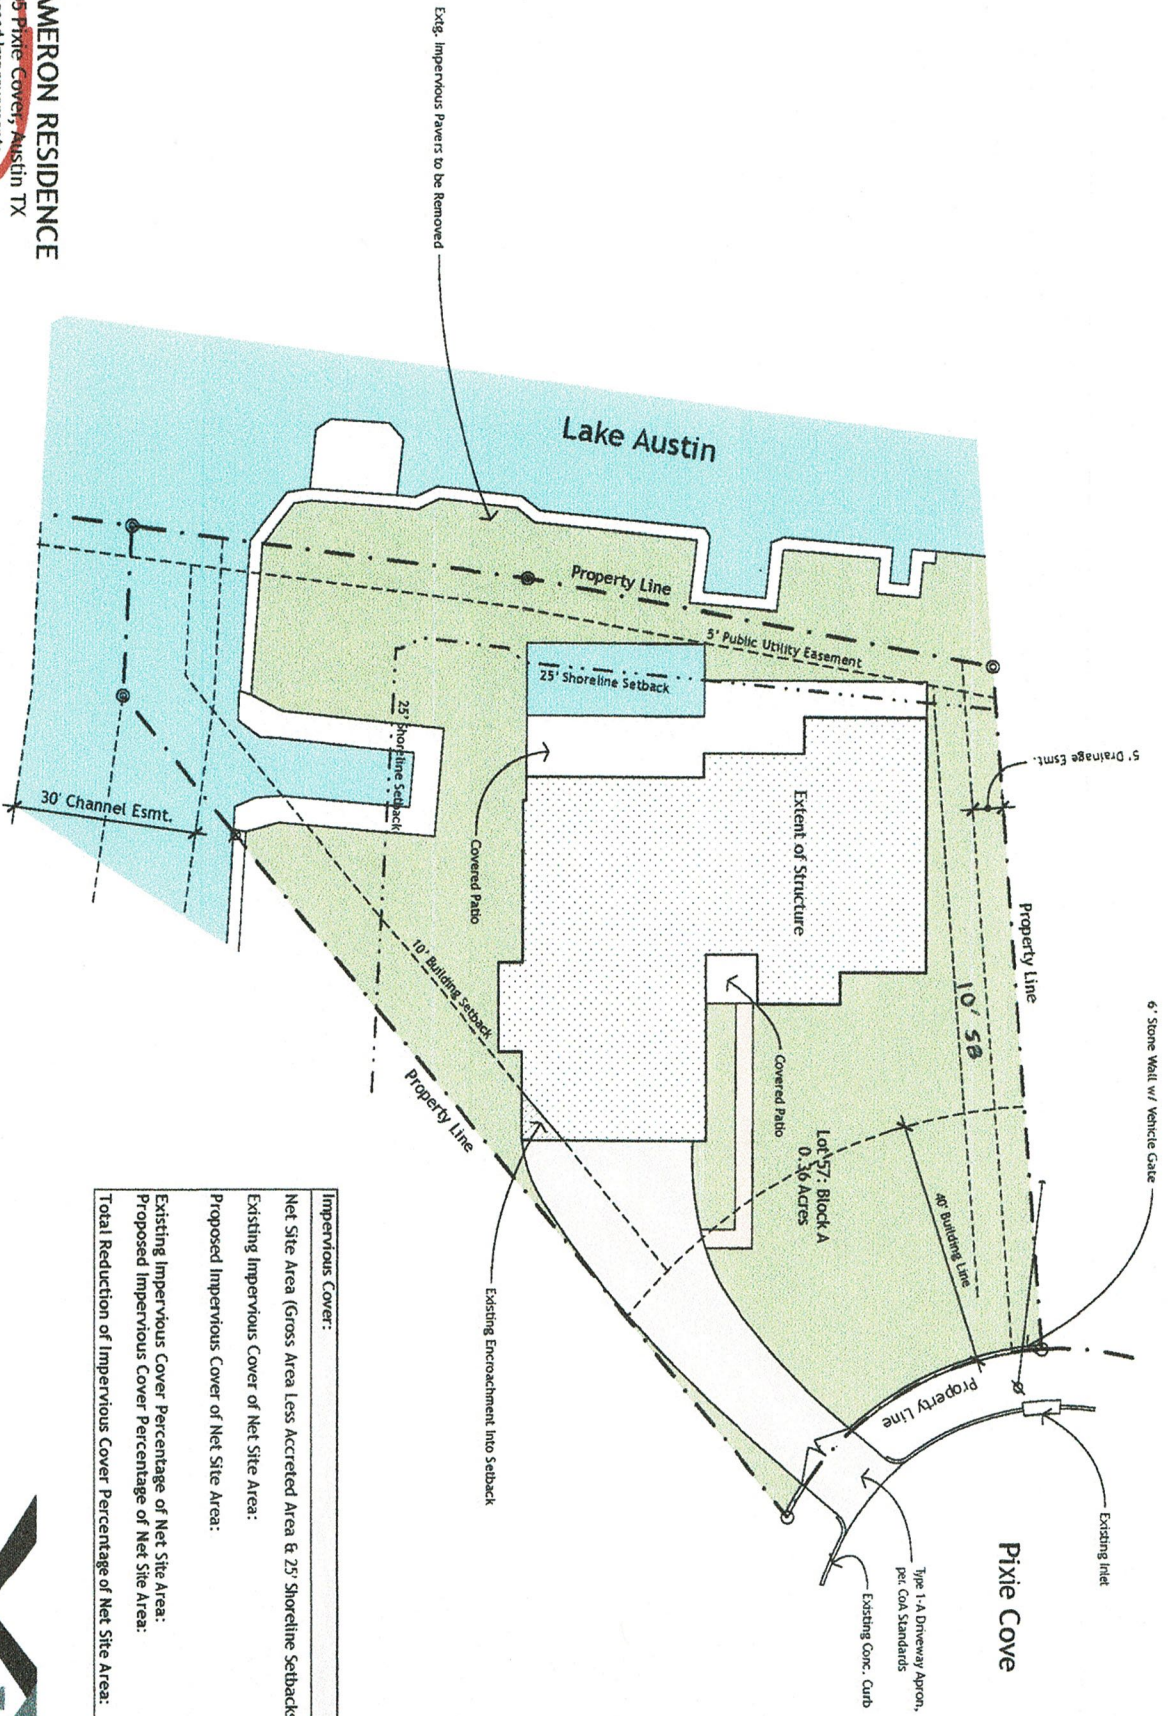 AMERON RESIDENCE
5 Pixie Cover, Austin TX
Extg. Impervious Pavers to be Removed
Lake Austin
Property Line
5' Public Utility Easement
25' Shoreline Setback
25' Shoreline Setback
30' Channel Esmt.
Covered Patio
Extent of Structure
5' Drainage Esmt.
Property Line
10' SB
10' Building Setback
Property Line
Covered Patio
Lot 57: Block A
0.36 Acres
40' Building Line
6' Stone Wall w/ Vehicle Gate
Existing Encroachment Into Setback
Property Line
Existing Inlet
Pixie Cove
Type 1-A Driveway Apron,
per. CoA Standards
Existing Conc. Curb
Impervious Cover:
Net Site Area (Gross Area Less Accreted Area & 25' Shoreline Setbacks
Existing Impervious Cover of Net Site Area:
Proposed Impervious Cover of Net Site Area:
Existing Impervious Cover Percentage of Net Site Area:
Proposed Impervious Cover Percentage of Net Site Area:
Total Reduction of Impervious Cover Percentage of Net Site Area: